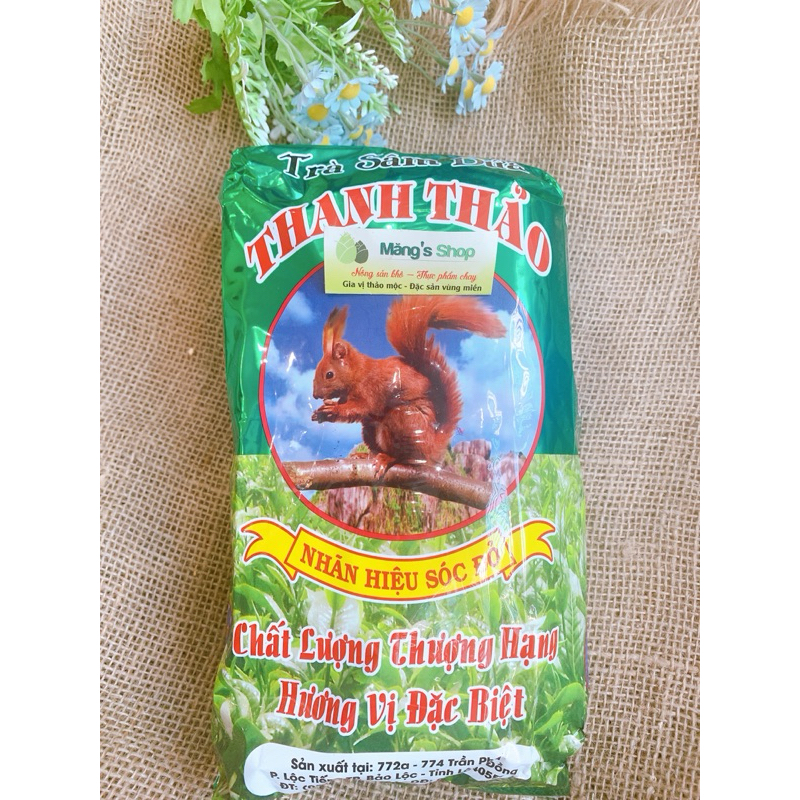 Trà Sâm Dứa
THANH THẢO
Măng's Shop
Nông sản khô – Thực phẩm chay
Gia vị thảo mộc - Đặc sản vùng miền
NHÃN HIỆU SÓC ĐỎ
Chất Lượng Thượng Hạng
Hương Vị Đặc Biệt
Sản xuất tại: 772a - 774 Trần
P. Lộc Bảo Lộc - Tỉnh
ĐT: